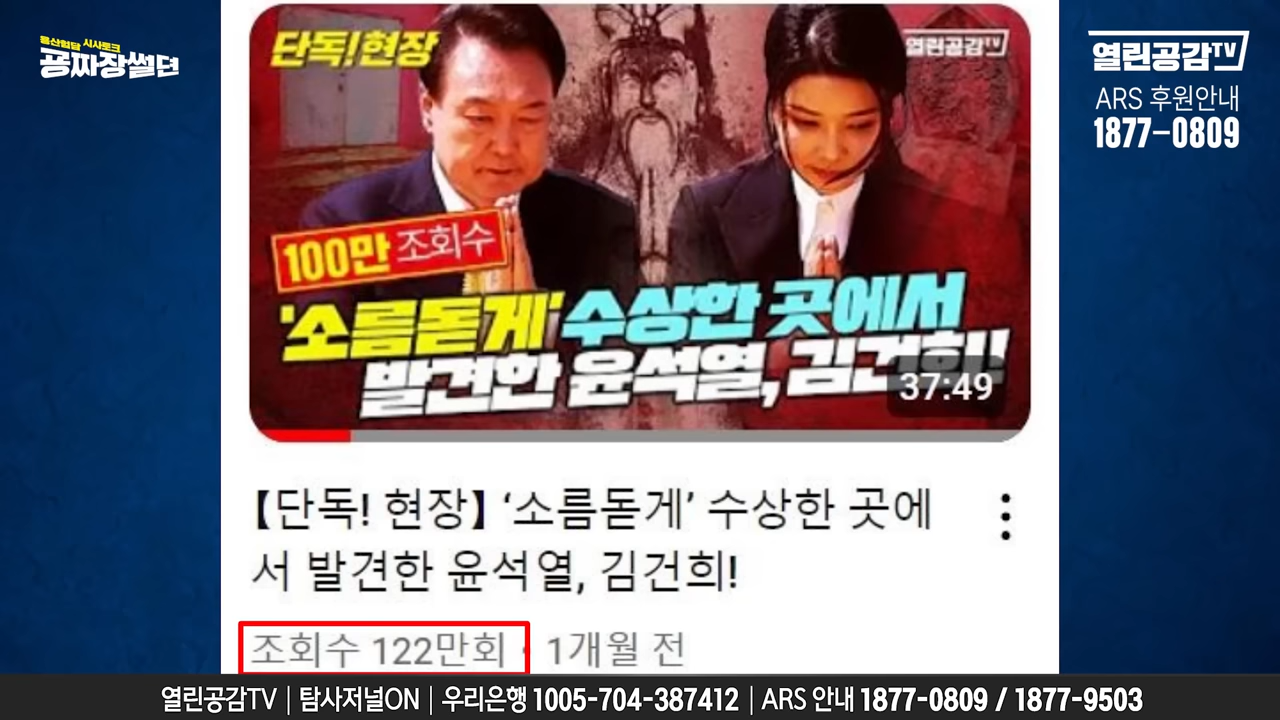 용산협담 시사토크
꽁짜장썰뎐
단독!현장
열린공감TV
100만 조회수
'소름돋게' 수상한 곳에서
발견한 윤석열, 김건희!
37:49
【단독! 현장】 ‘소름돋게’ 수상한 곳에
서 발견한 윤석열, 김건희!
조회수 122만회 · 1개월 전
열린공감TV
ARS 후원안내
1877-0809
열린공감TV | 탐사저널ON | 우리은행 1005-704-387412 | ARS 안내 1877-0809 / 1877-9503